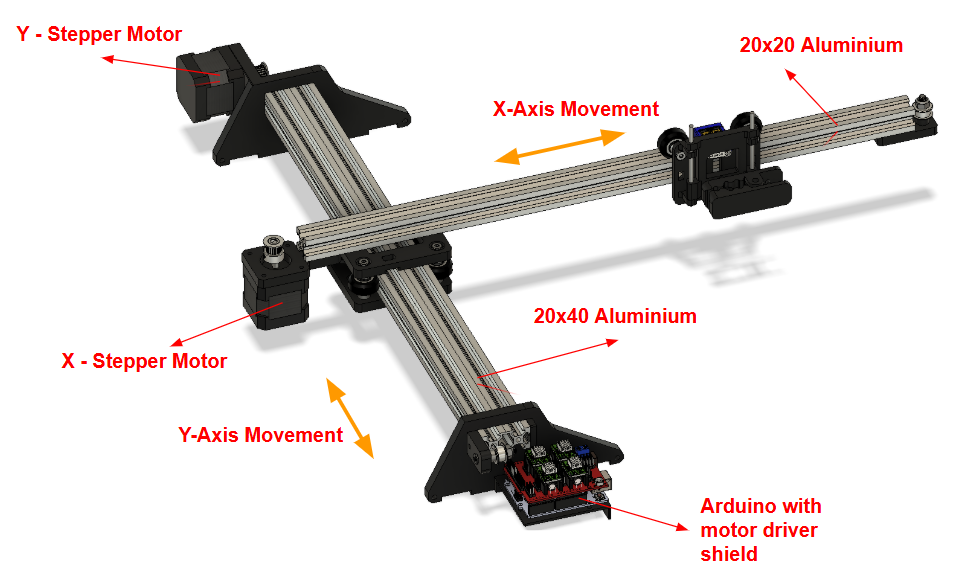 Y - Stepper Motor
20x20 Aluminium
X-Axis Movement
20x40 Aluminium
X - Stepper Motor
Y-Axis Movement
Arduino with
motor driver
shield